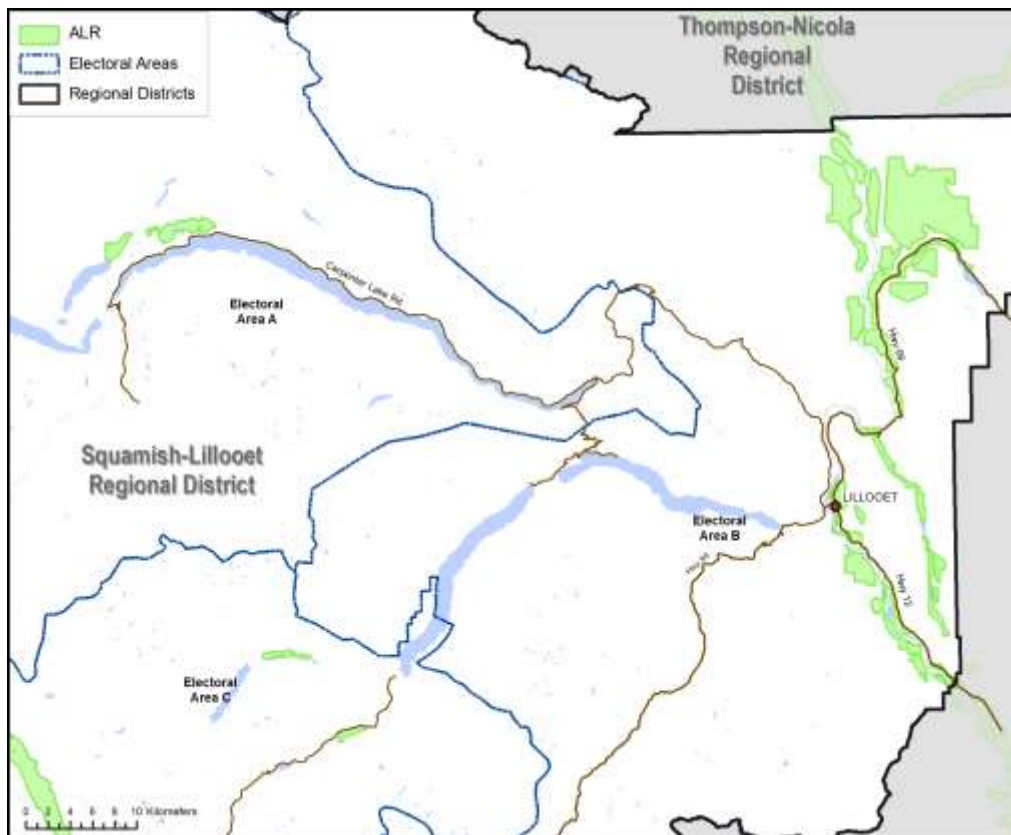 ALR
Electoral Areas
Regional Districts
Thompson-Nicola
Regional
District
Carpenter Lake Rd
Electoral
Area A
Hwy 99
Squamish-Lillooet
Regional District
LILLOOET
Electoral
Area B
Hwy 99
Hwy 12
Electoral
Area C
0 2 4 6 8 10 Kilometers